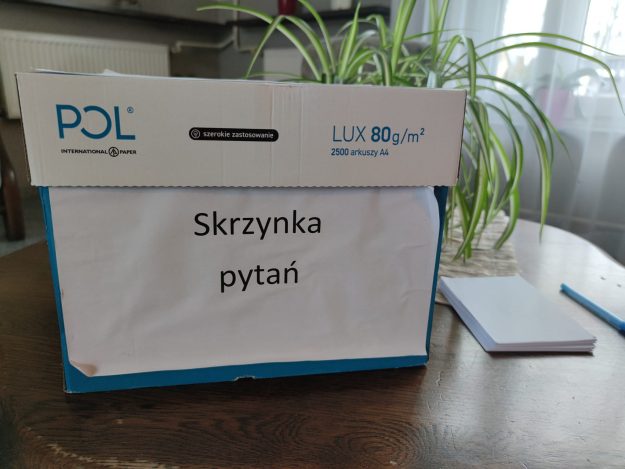 POL®
INTERNATIONAL PAPER
szerokie zastosowanie
LUX 80g/m²
2500 arkuszy A4
Skrzynka
pytań